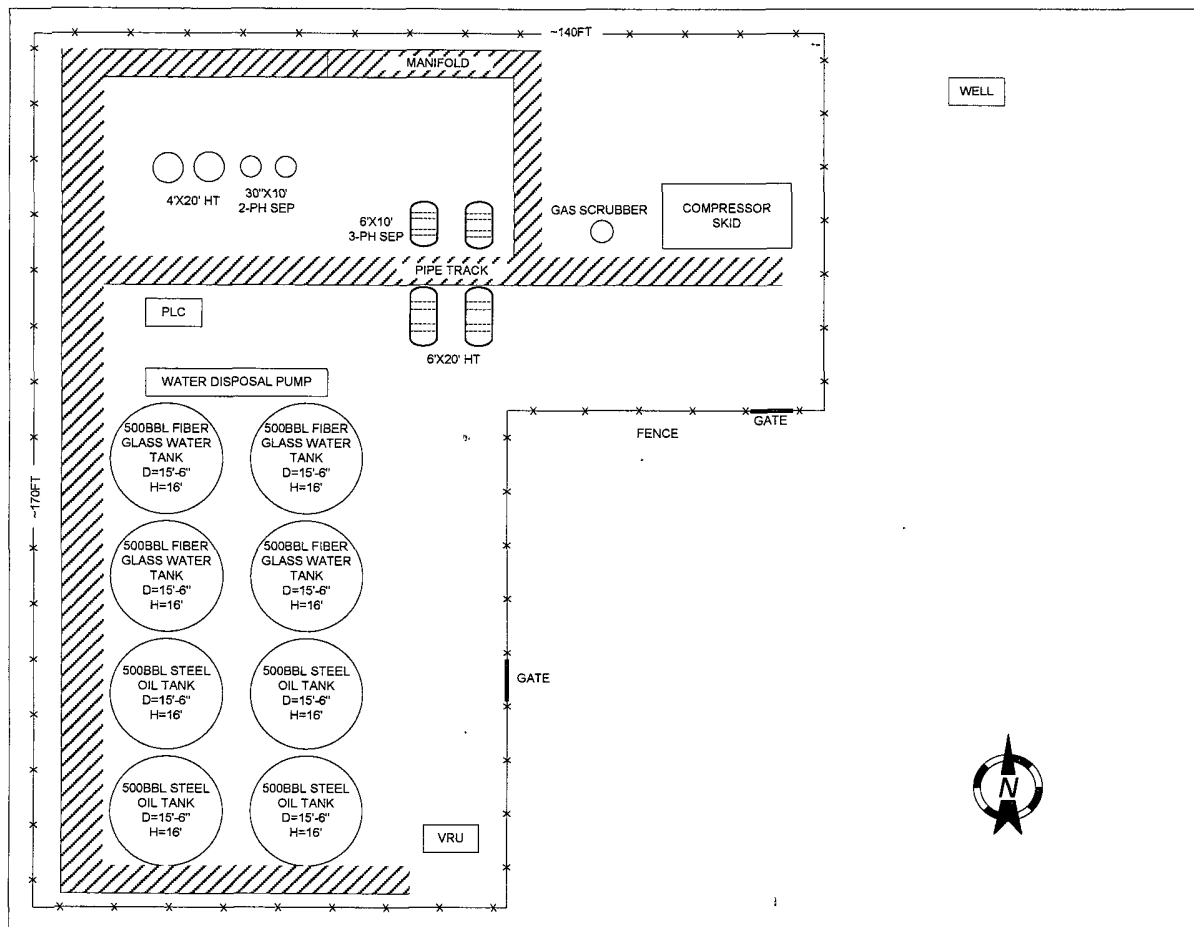 ~140FT
MANIFOLD
WELL
4'X20' HT
30"X10'
2-PH SEP
6'X10'
3-PH SEP
GAS SCRUBBER
COMPRESSOR
SKID
PIPE TRACK
PLC
6'X20' HT
WATER DISPOSAL PUMP
~170FT
500BBL FIBER
GLASS WATER
TANK
D=15'-6"
H=16'
500BBL FIBER
GLASS WATER
TANK
D=15'-6"
H=16'
FENCE
GATE
500BBL FIBER
GLASS WATER
TANK
D=15'-6"
H=16'
500BBL FIBER
GLASS WATER
TANK
D=15'-6"
H=16'
500BBL STEEL
OIL TANK
D=15'-6"
H=16'
500BBL STEEL
OIL TANK
D=15'-6"
H=16'
GATE
500BBL STEEL
OIL TANK
D=15'-6"
H=16'
500BBL STEEL
OIL TANK
D=15'-6"
H=16'
VRU
N